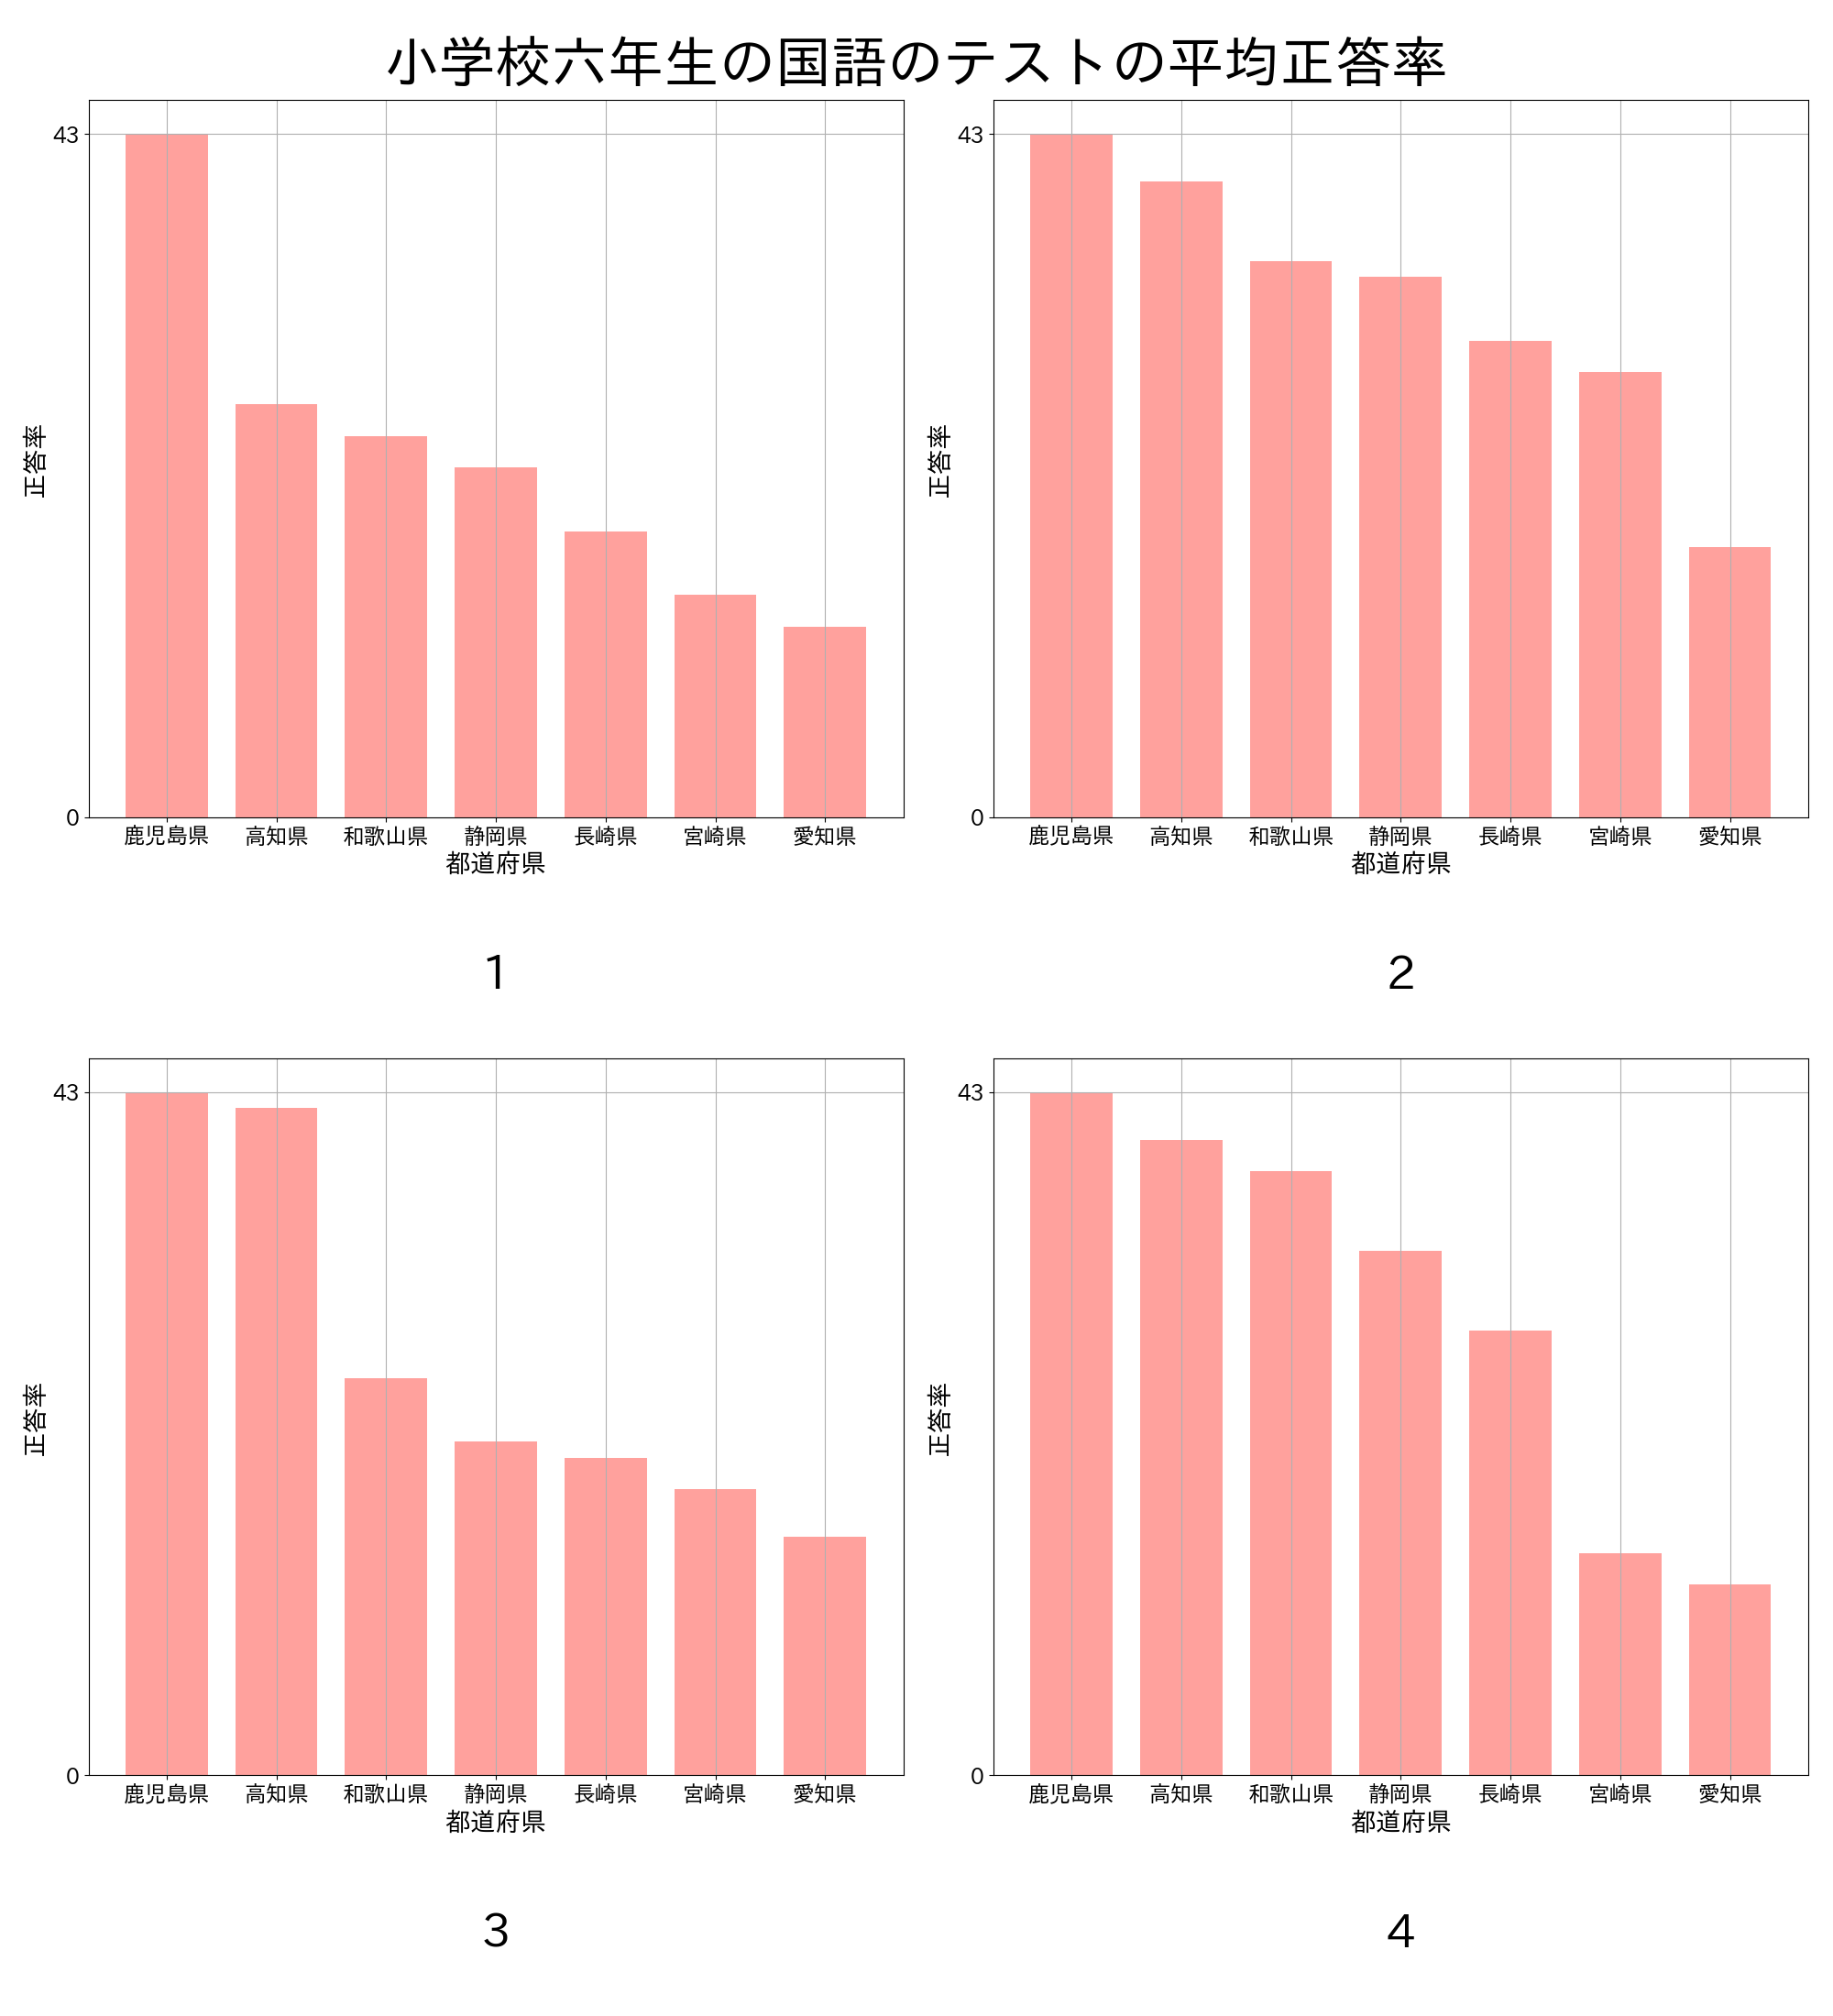 小学校六年生の国語のテストの平均正答率
43
0
正答率
鹿児島県 高知県 和歌山県 静岡県 長崎県 宮崎県 愛知県
都道府県
1
43
0
正答率
鹿児島県 高知県 和歌山県 静岡県 長崎県 宮崎県 愛知県
都道府県
2
43
0
正答率
鹿児島県 高知県 和歌山県 静岡県 長崎県 宮崎県 愛知県
都道府県
3
43
0
正答率
鹿児島県 高知県 和歌山県 静岡県 長崎県 宮崎県 愛知県
都道府県
4